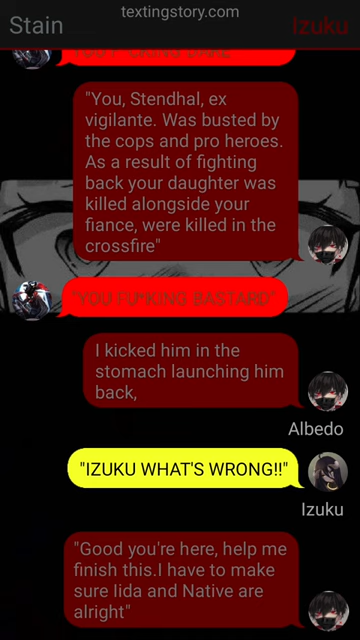 textingstory.com
Stain
Izuku
"You, Stendhal, ex
vigilante. Was busted by
the cops and pro heroes.
As a result of fighting
back your daughter was
killed alongside your
fiance, were killed in the
crossfire"
"YOU FU*KING BASTARD"
I kicked him in the
stomach launching him
back,
Albedo
"IZUKU WHAT'S WRONG!!"
Izuku
"Good you're here, help me
finish this.I have to make
sure Iida and Native are
alright"